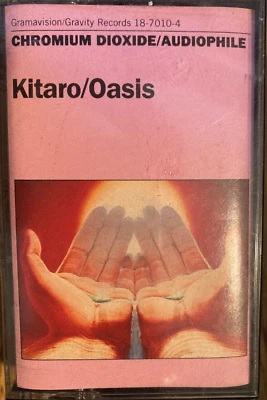 Gramavision/Gravity Records 18-7010-4
CHROMIUM DIOXIDE/AUDIOPHILE
Kitaro/Oasis